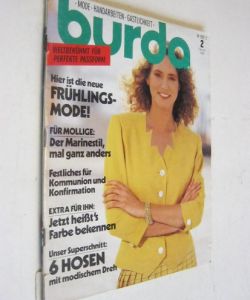 ·MODE·HANDARBEITEN·GASTLICHKEIT·
burda
WELTBERÜHMT FÜR
PERFEKTE PASSFORM
2
Hier ist die neue
FRÜHLINGS-
MODE!
FÜR MOLLIGE:
Der Marinestil,
mal ganz anders
Festliches für
Kommunion und
Konfirmation
EXTRA FÜR IHN:
Jetzt heißt's
Farbe bekennen
Unser Superschnitt:
6 HOSEN
mit modischem Dreh